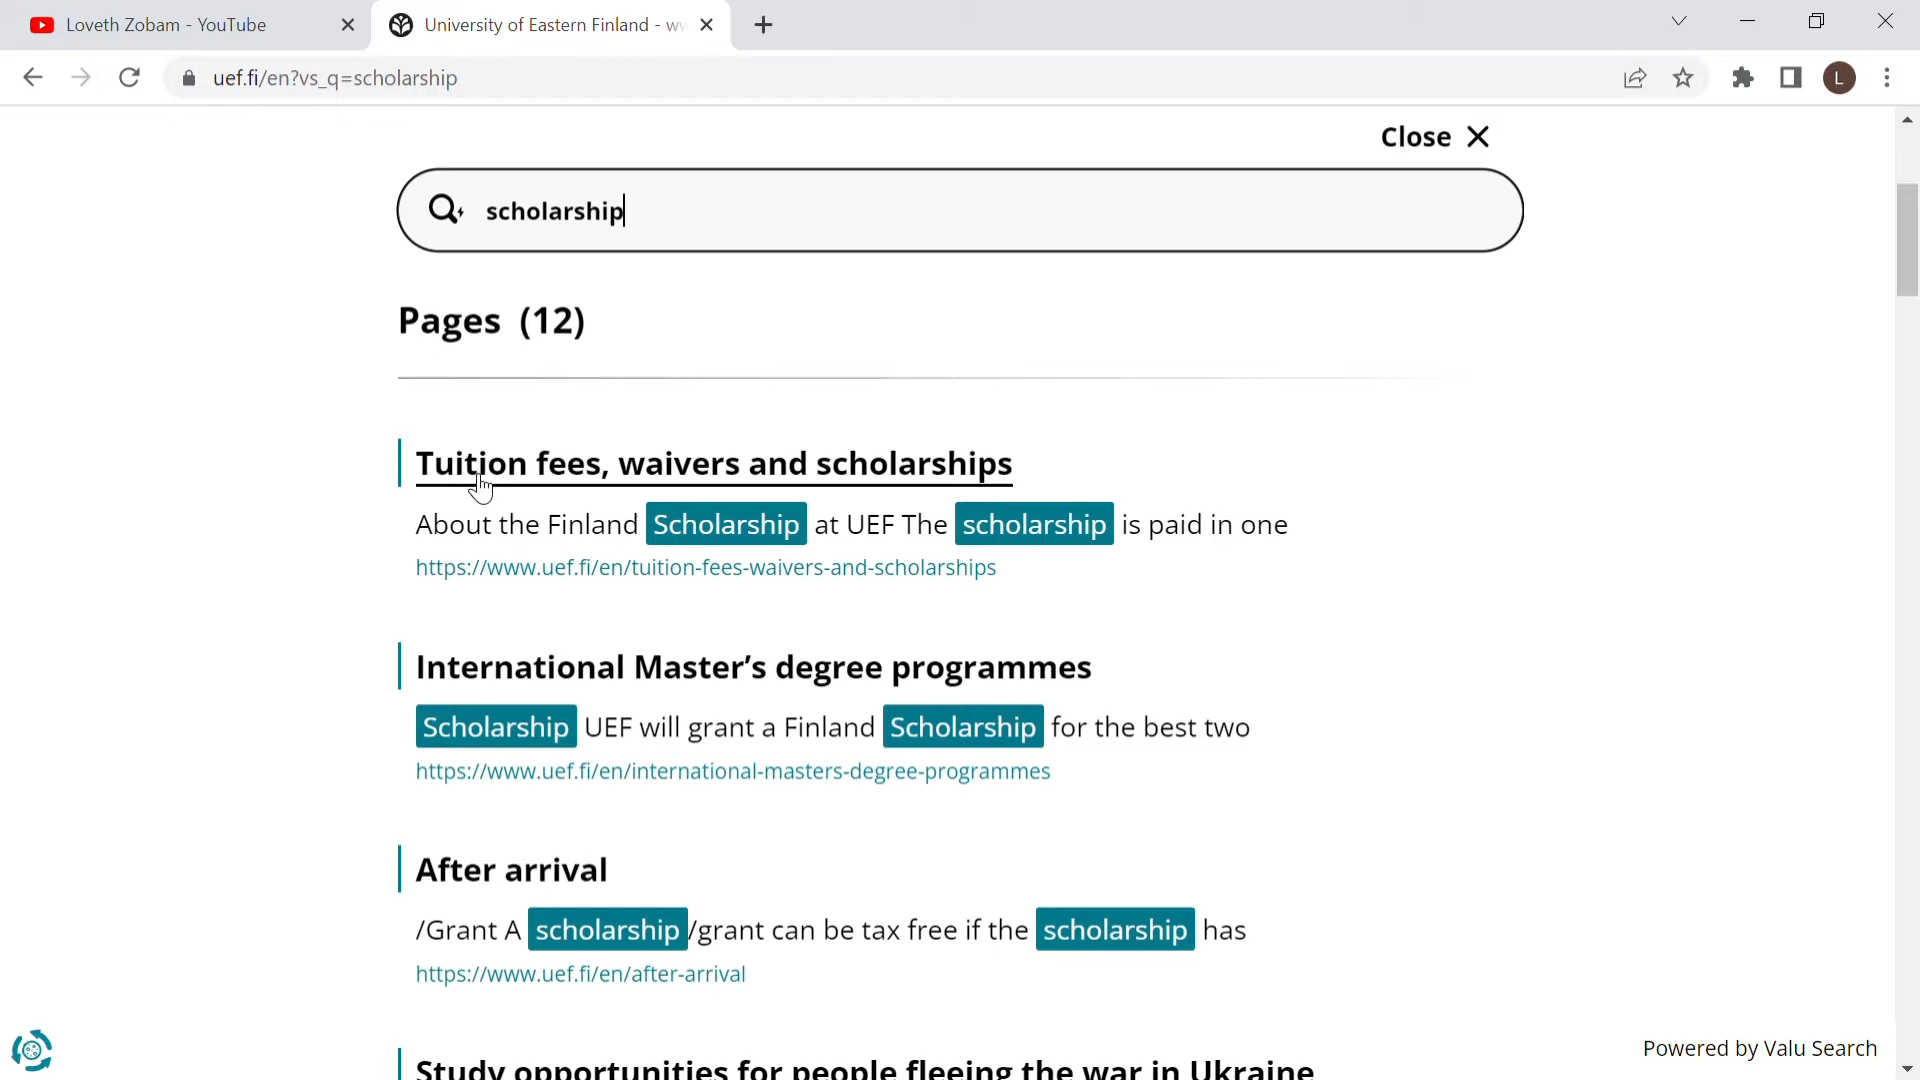 Loveth Zobam - YouTube
University of Eastern Finland - ww
uef.fi/en?vs_q=scholarship
L
Close
scholarship
Pages (12)
Tuition fees, waivers and scholarships
About the Finland Scholarship at UEF The scholarship is paid in one
https://www.uef.fi/en/tuition-fees-waivers-and-scholarships
International Master’s degree programmes
Scholarship UEF will grant a Finland Scholarship for the best two
https://www.uef.fi/en/international-masters-degree-programmes
After arrival
/Grant A scholarship/grant can be tax free if the scholarship has
https://www.uef.fi/en/after-arrival
Powered by Valu Search
Study opportunities for people fleeing the war in Ukraine